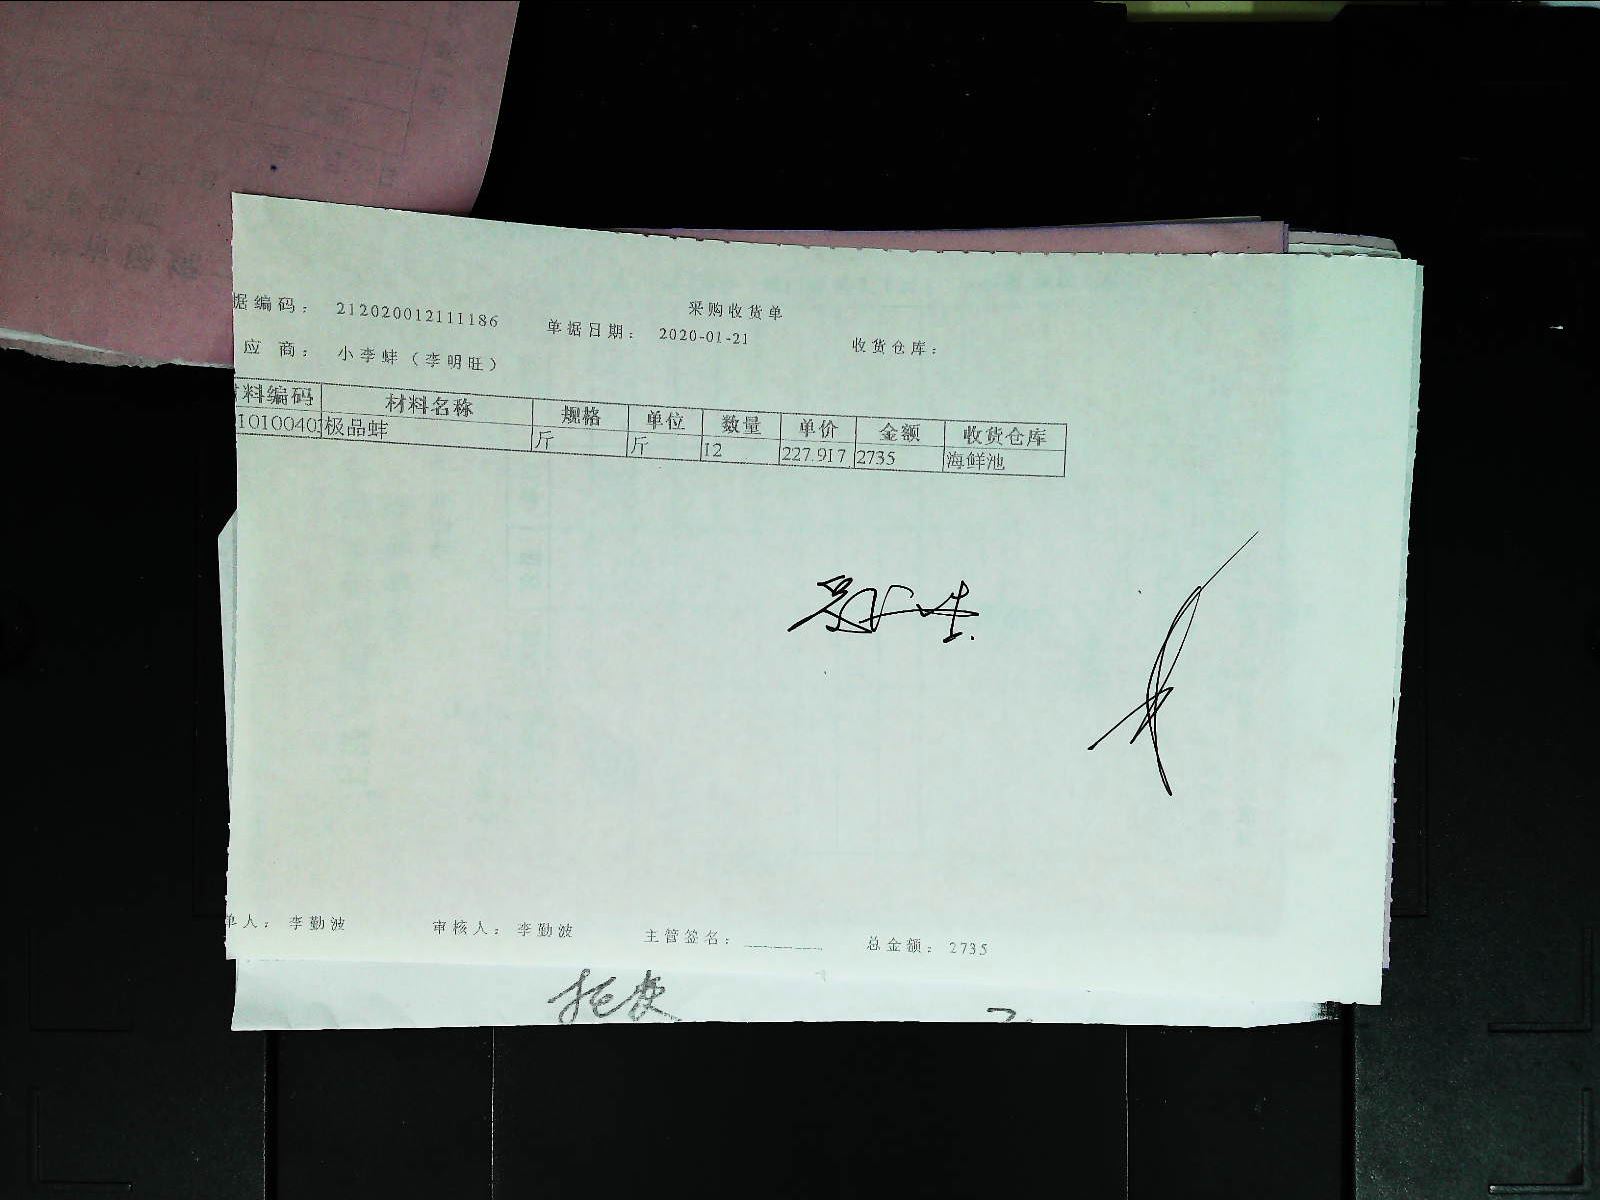 采购收货单
据编码： 212020012111186 单据日期： 2020-01-21 收货仓库：
应 商： 小李蚌（李明旺）
料编码 材料名称 规格 单位 数量 单价 金额 收货仓库
10100403 极品蚌 斤 斤 12 227.917 2735 海鲜池
单人： 李勤波 审核人： 李勤波 主管签名： 总金额： 2735